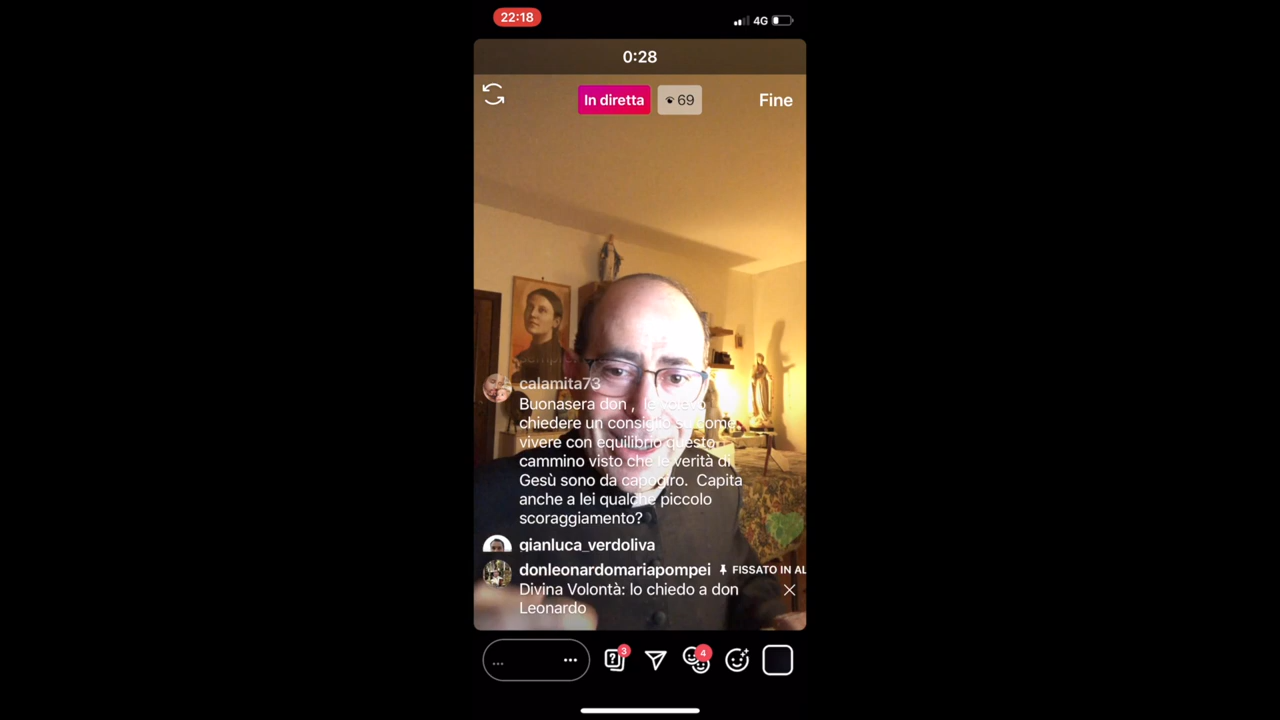 22:18
4G
0:28
In diretta
69
Fine
calamita73
Buonasera don , le volevo
chiedere un consiglio su come
vivere con equilibrio questo
cammino visto che le verità di
Gesù sono da capogiro. Capita
anche a lei qualche piccolo
scoraggiamento?
gianluca_verdoliva
donleonardomariapompei FISSATO IN AL
Divina Volontà: lo chiedo a don
Leonardo
...
3
4